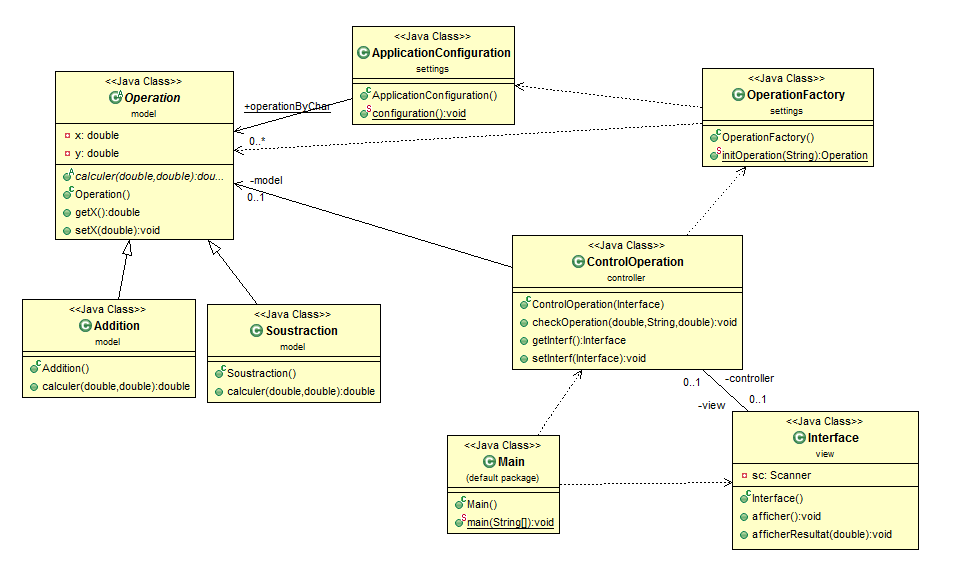 <<Java Class>>
ApplicationConfiguration
settings
ApplicationConfiguration()
configuration():void
<<Java Class>>
Operation
model
x: double
y: double
calculer(double,double):dou...
Operation()
getX():double
setX(double):void
+operationByChar
0..*
<<Java Class>>
OperationFactory
settings
OperationFactory()
initOperation(String):Operation
-model
0..1
<<Java Class>>
ControlOperation
controller
ControlOperation(Interface)
checkOperation(double,String,double):void
getInterf():Interface
setInterf(Interface):void
<<Java Class>>
Addition
model
Addition()
calculer(double,double):double
<<Java Class>>
Soustraction
model
Soustraction()
calculer(double,double):double
0..1
-controller
-view
0..1
<<Java Class>>
Main
(default package)
Main()
main(String[]):void
<<Java Class>>
Interface
view
sc: Scanner
Interface()
afficher():void
afficherResultat(double):void